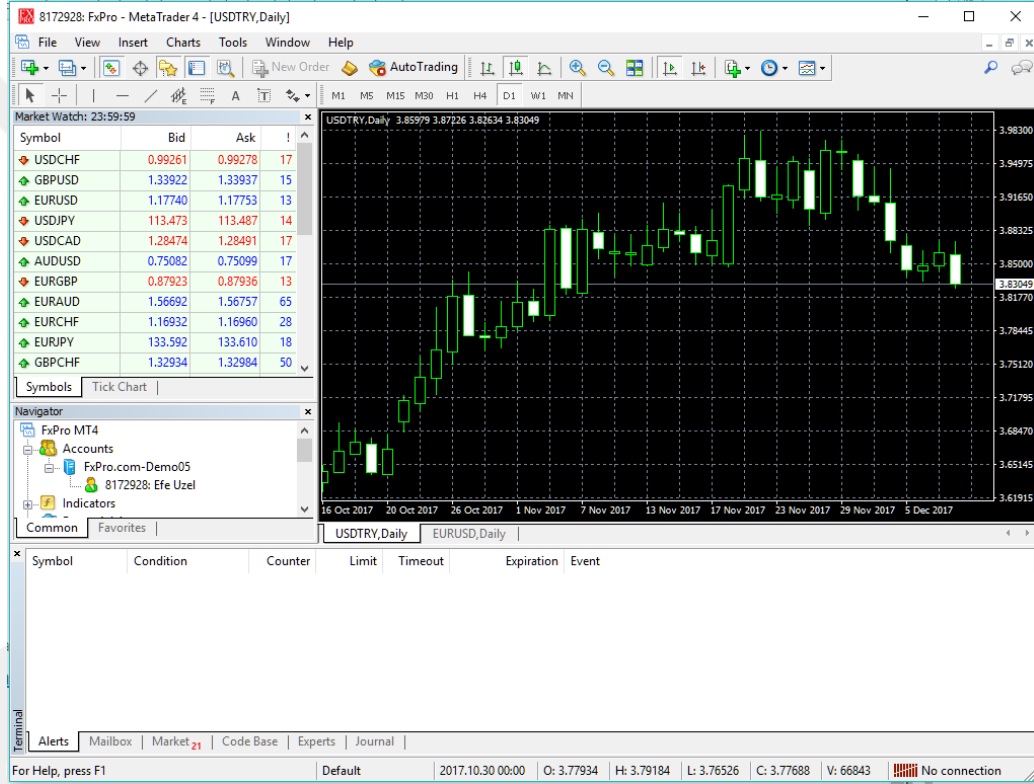 8172928: FxPro - MetaTrader 4 - [USDTRY,Daily]
File View Insert Charts Tools Window Help
New Order AutoTrading
A T M1 M5 M15 M30 H1 H4 D1 W1 MN
Market Watch: 23:59:59
Symbol Bid Ask !
USDCHF 0.99261 0.99278 17
GBPUSD 1.33922 1.33937 15
EURUSD 1.17740 1.17753 13
USDJPY 113.473 113.487 14
USDCAD 1.28474 1.28491 17
AUDUSD 0.75082 0.75099 17
EURGBP 0.87923 0.87936 13
EURAUD 1.56692 1.56757 65
EURCHF 1.16932 1.16960 28
EURJPY 133.592 133.610 18
GBPCHF 1.32934 1.32984 50
Symbols Tick Chart
Navigator
FxPro MT4
Accounts
FxPro.com-Demo05
8172928: Efe Uzel
Indicators
Common Favorites
USDTRY,Daily 3.85979 3.87226 3.82634 3.83049
3.98300
3.94975
3.91650
3.88325
3.85000
3.83049
3.81770
3.78445
3.75120
3.71795
3.68470
3.65145
3.61915
16 Oct 2017 20 Oct 2017 26 Oct 2017 1 Nov 2017 7 Nov 2017 13 Nov 2017 17 Nov 2017 23 Nov 2017 29 Nov 2017 5 Dec 2017
USDTRY,Daily EURUSD,Daily
Symbol Condition Counter Limit Timeout Expiration Event
Terminal
Alerts Mailbox Market 21 Code Base Experts Journal
For Help, press F1 Default 2017.10.30 00:00 O: 3.77934 H: 3.79184 L: 3.76526 C: 3.77688 V: 66843 No connection